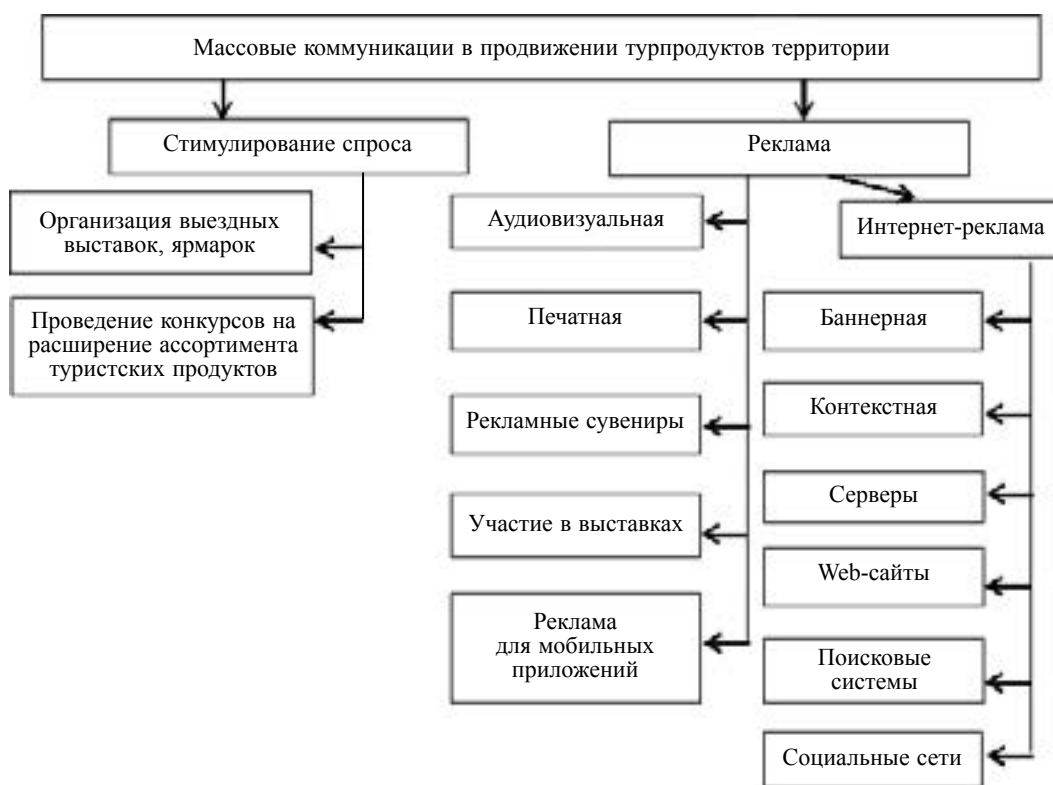 Массовые коммуникации в продвижении турпродуктов территории
Стимулирование спроса
Организация выездных
выставок, ярмарок
Проведение конкурсов на
расширение ассортимента
туристских продуктов
Реклама
Аудиовизуальная
Печатная
Рекламные сувениры
Участие в выставках
Реклама
для мобильных
приложений
Интернет-реклама
Баннерная
Контекстная
Серверы
Web-сайты
Поисковые
системы
Социальные сети